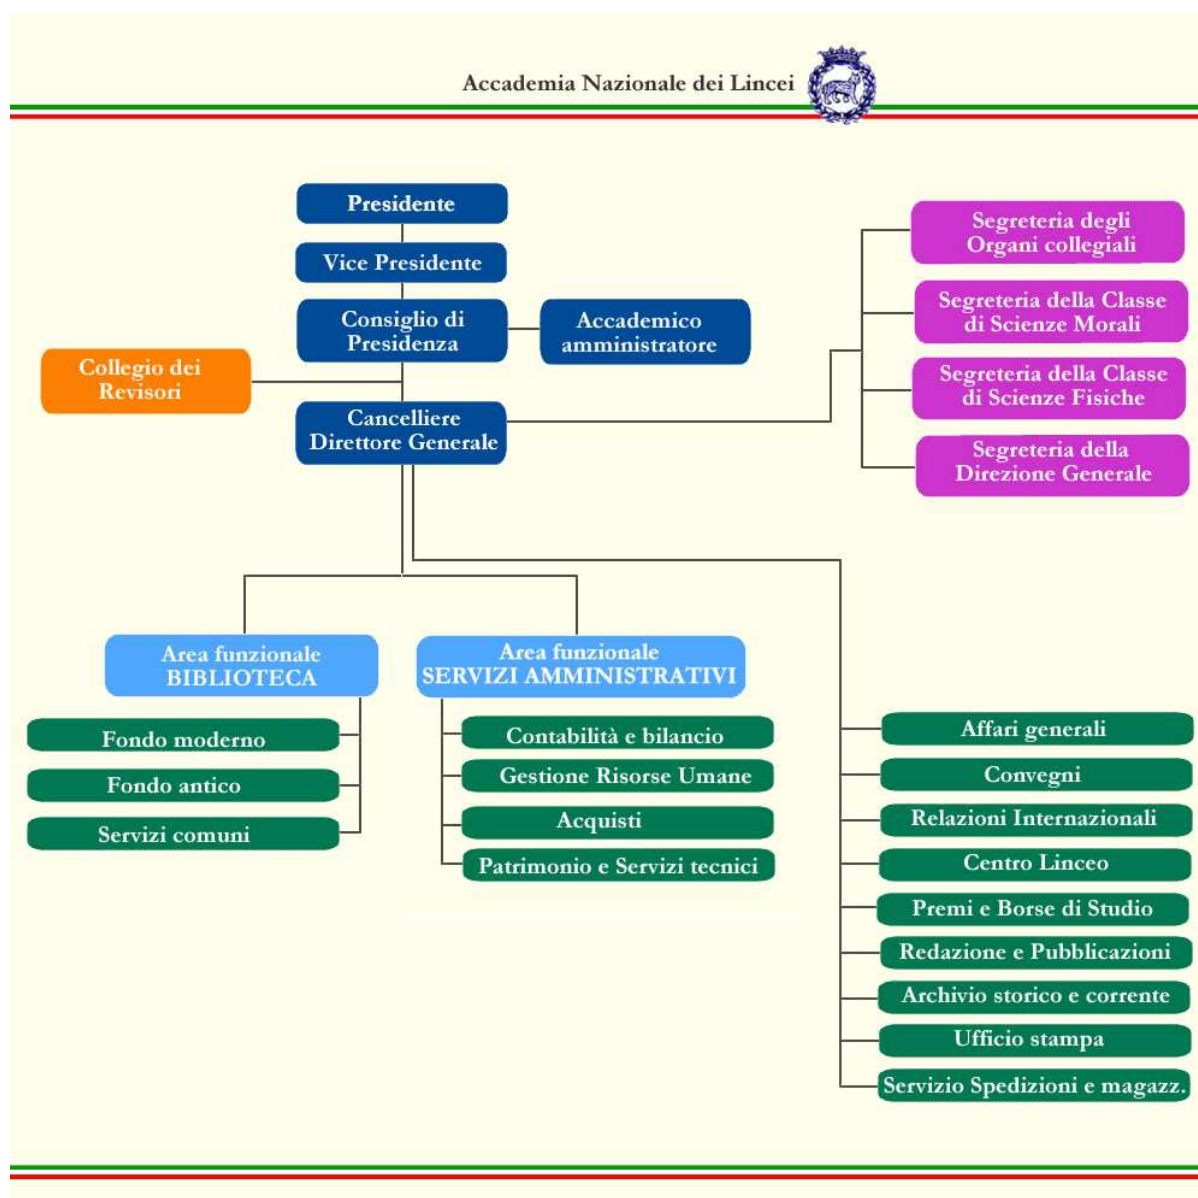 Accademia Nazionale dei Lincei
Presidente
Vice Presidente
Consiglio di
Presidenza
Accademico
amministratore
Collegio dei
Revisori
Cancelliere
Direttore Generale
Segreteria degli
Organi collegiali
Segreteria della Classe
di Scienze Morali
Segreteria della Classe
di Scienze Fisiche
Segreteria della
Direzione Generale
Area funzionale
BIBLIOTECA
Fondo moderno
Fondo antico
Servizi comuni
Area funzionale
SERVIZI AMMINISTRATIVI
Contabilità e bilancio
Gestione Risorse Umane
Acquisti
Patrimonio e Servizi tecnici
Affari generali
Convegni
Relazioni Internazionali
Centro Linceo
Premi e Borse di Studio
Redazione e Pubblicazioni
Archivio storico e corrente
Ufficio stampa
Servizio Spedizioni e magazz.